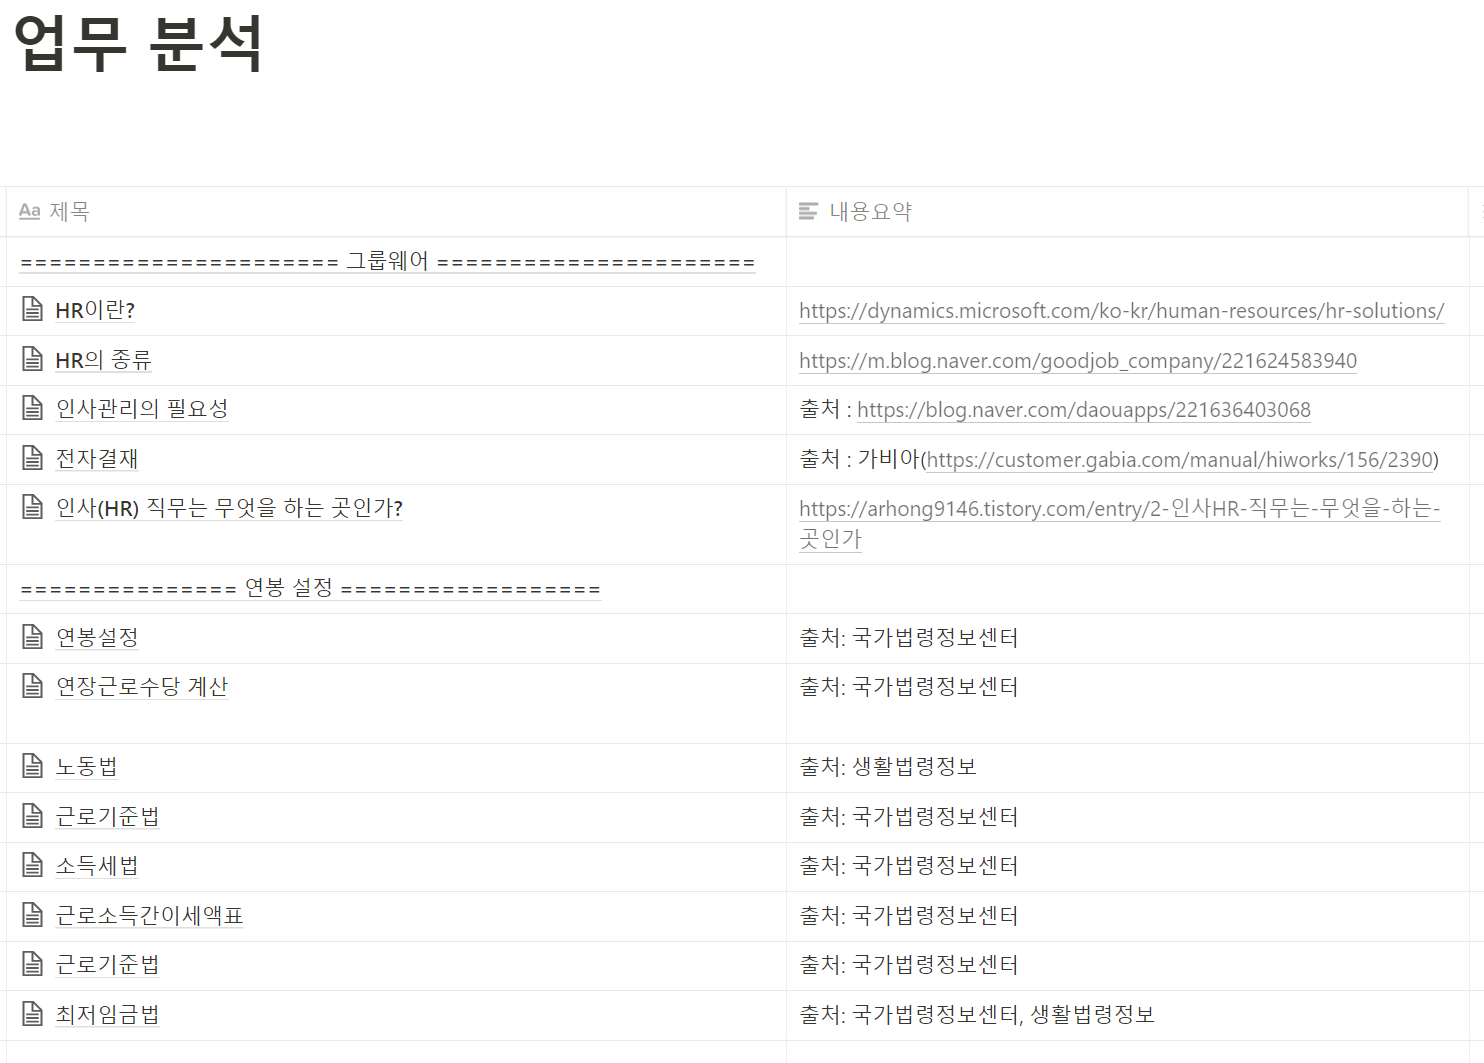 업무 분석
Aa 제목 내용요약
====================== 그룹웨어 ======================
HR이란? https://dynamics.microsoft.com/ko-kr/human-resources/hr-solutions/
HR의 종류 https://m.blog.naver.com/goodjob_company/221624583940
인사관리의 필요성 출처 : https://blog.naver.com/daouapps/221636403068
전자결재 출처 : 가비아(https://customer.gabia.com/manual/hiworks/156/2390)
인사(HR) 직무는 무엇을 하는 곳인가? https://arhong9146.tistory.com/entry/2-인사HR-직무는-무엇을-하는-
곳인가
=============== 연봉 설정 ==================
연봉설정 출처: 국가법령정보센터
연장근로수당 계산 출처: 국가법령정보센터
노동법 출처: 생활법령정보
근로기준법 출처: 국가법령정보센터
소득세법 출처: 국가법령정보센터
근로소득간이세액표 출처: 국가법령정보센터
근로기준법 출처: 국가법령정보센터
최저임금법 출처: 국가법령정보센터, 생활법령정보